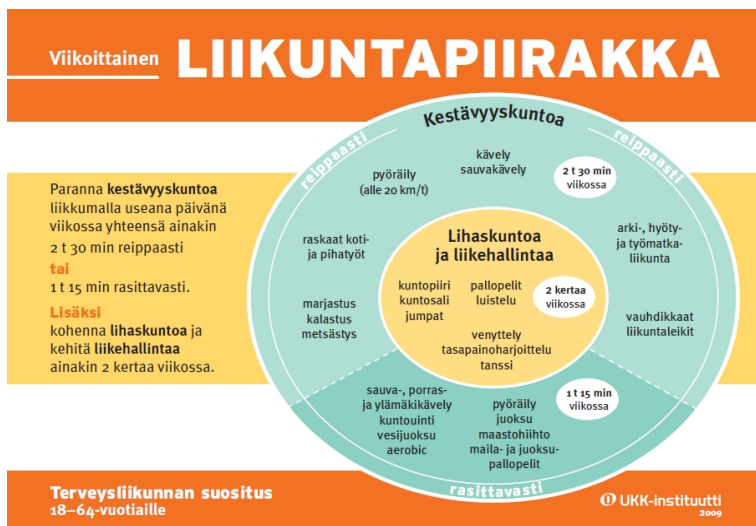 Viikoittainen LIIKUNTAPIIRAKKA
Paranna kestävyyskuntoa
liikkumalla useana päivänä
viikossa yhteensä ainakin
2 t 30 min reippaasti
tai
1 t 15 min rasittavasti.
Lisäksi
kohenna lihaskuntoa ja
kehitä liikehallintaa
ainakin 2 kertaa viikossa.
Kestävyyskuntoa
reippaasti
reippaasti
kävely
sauvakävely
2 t 30 min
viikossa
pyöräily
(alle 20 km/t)
raskaat koti-
ja pihatyöt
marjastus
kalastus
metsästys
arki-, hyöty-
ja työmatka-
liikunta
vauhdikkaat
liikuntaleikit
Lihaskuntoa
ja liikehallintaa
kuntopiiri
kuntosali
jumpat
pallopelit
luistelu
2 kertaa
viikossa
venyttely
tasapainoharjoittelu
tanssi
sauva-, porras-
ja ylämäkikävely
kuntouinti
vesijuoksu
aerobic
pyöräily
juoksu
maastohiihto
maila- ja juoksu-
pallopelit
1 t 15 min
viikossa
rasittavasti
Terveysliikunnan suositus
18–64-vuotiaille
UKK-instituutti
2009